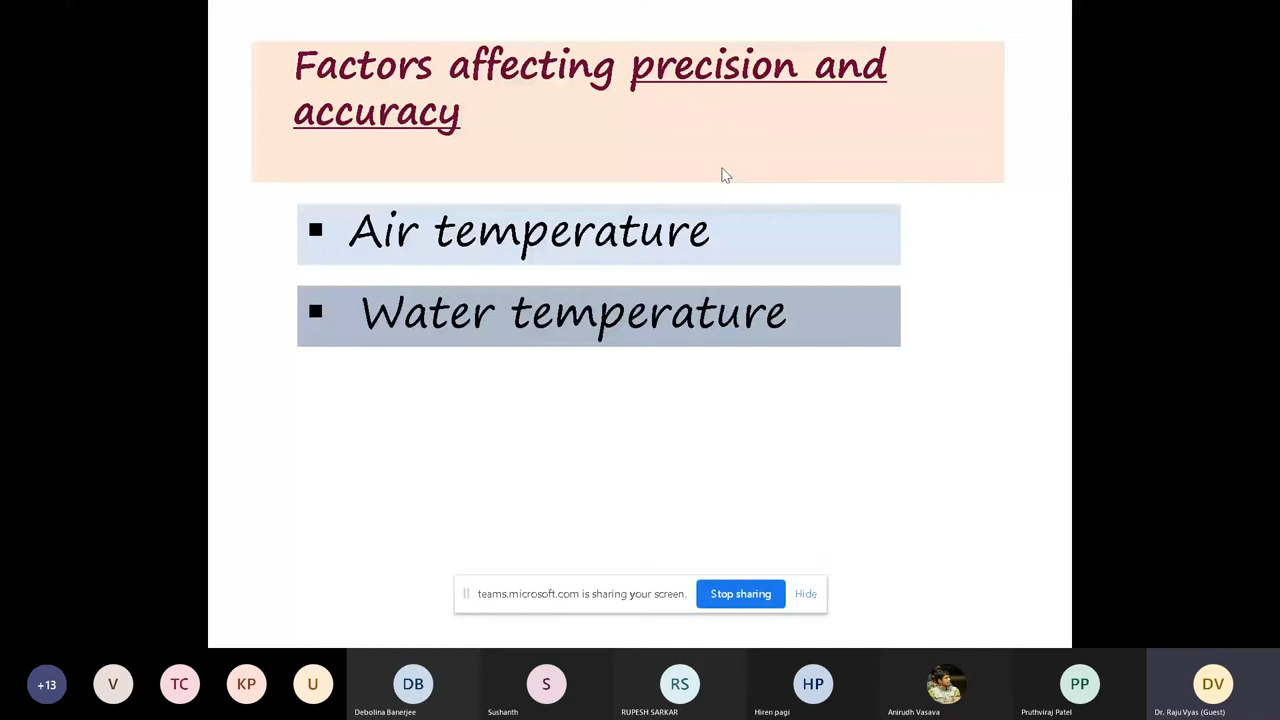 Factors affecting precision and
accuracy
▪ Air temperature
▪ Water temperature
teams.microsoft.com is sharing your screen.
Stop sharing
Hide
+13
V
TC
KP
U
DB
S
RS
HP
PP
DV
Debolina Banerjee
Sushanth
RUPESH SARKAR
Hiren pagi
Anirudh Vasava
Pruthviraj Patel
Dr. Raju Vyas (Guest)